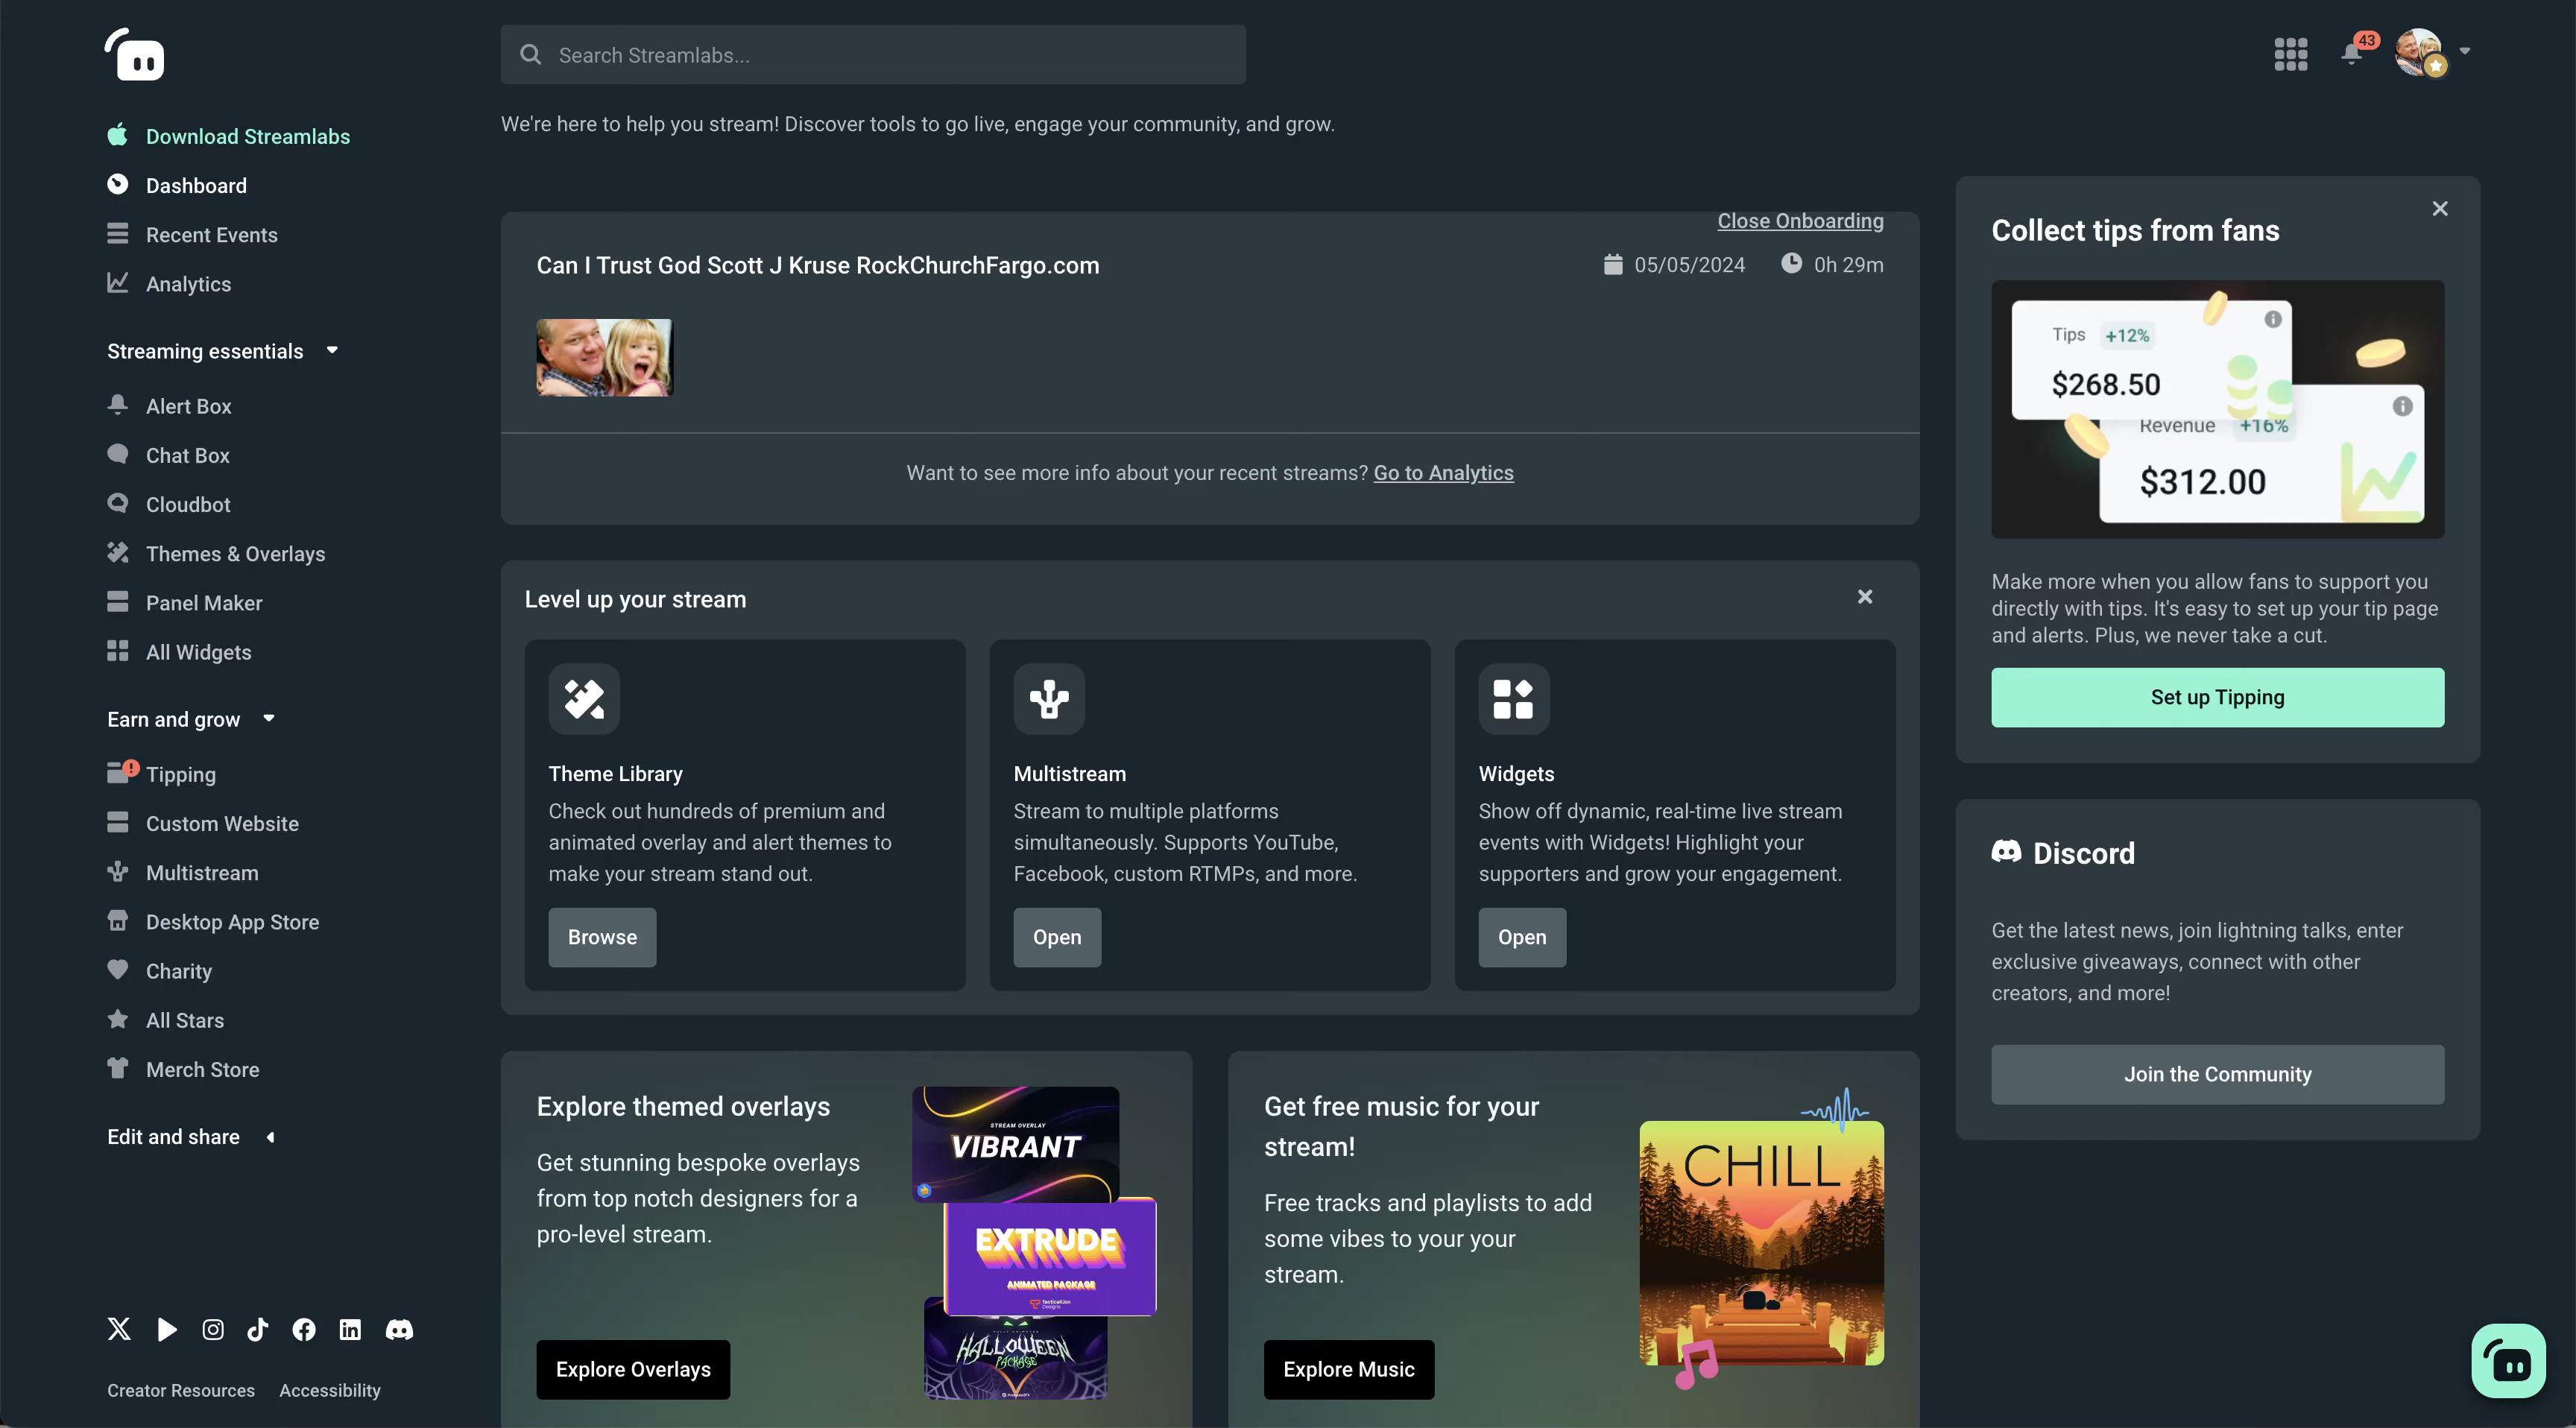 Search Streamlabs...
43
We're here to help you stream! Discover tools to go live, engage your community, and grow.
Download Streamlabs
Dashboard
Recent Events
Analytics
Streaming essentials
Alert Box
Chat Box
Cloudbot
Themes & Overlays
Panel Maker
All Widgets
Earn and grow
Tipping
Custom Website
Multistream
Desktop App Store
Charity
All Stars
Merch Store
Edit and share
Creator Resources Accessibility
Close Onboarding
Can I Trust God Scott J Kruse RockChurchFargo.com
05/05/2024 0h 29m
Want to see more info about your recent streams? Go to Analytics
Level up your stream
Theme Library
Check out hundreds of premium and
animated overlay and alert themes to
make your stream stand out.
Browse
Multistream
Stream to multiple platforms
simultaneously. Supports YouTube,
Facebook, custom RTMPs, and more.
Open
Widgets
Show off dynamic, real-time live stream
events with Widgets! Highlight your
supporters and grow your engagement.
Open
Explore themed overlays
Get stunning bespoke overlays
from top notch designers for a
pro-level stream.
Explore Overlays
STREAM OVERLAY
VIBRANT
EXTRUDE
ANIMATED PACKAGE
HALLOWEEN
PACKAGE
Get free music for your
stream!
Free tracks and playlists to add
some vibes to your your
stream.
Explore Music
CHILL
Collect tips from fans
Tips +12%
$268.50
Revenue +16%
$312.00
Make more when you allow fans to support you
directly with tips. It's easy to set up your tip page
and alerts. Plus, we never take a cut.
Set up Tipping
Discord
Get the latest news, join lightning talks, enter
exclusive giveaways, connect with other
creators, and more!
Join the Community